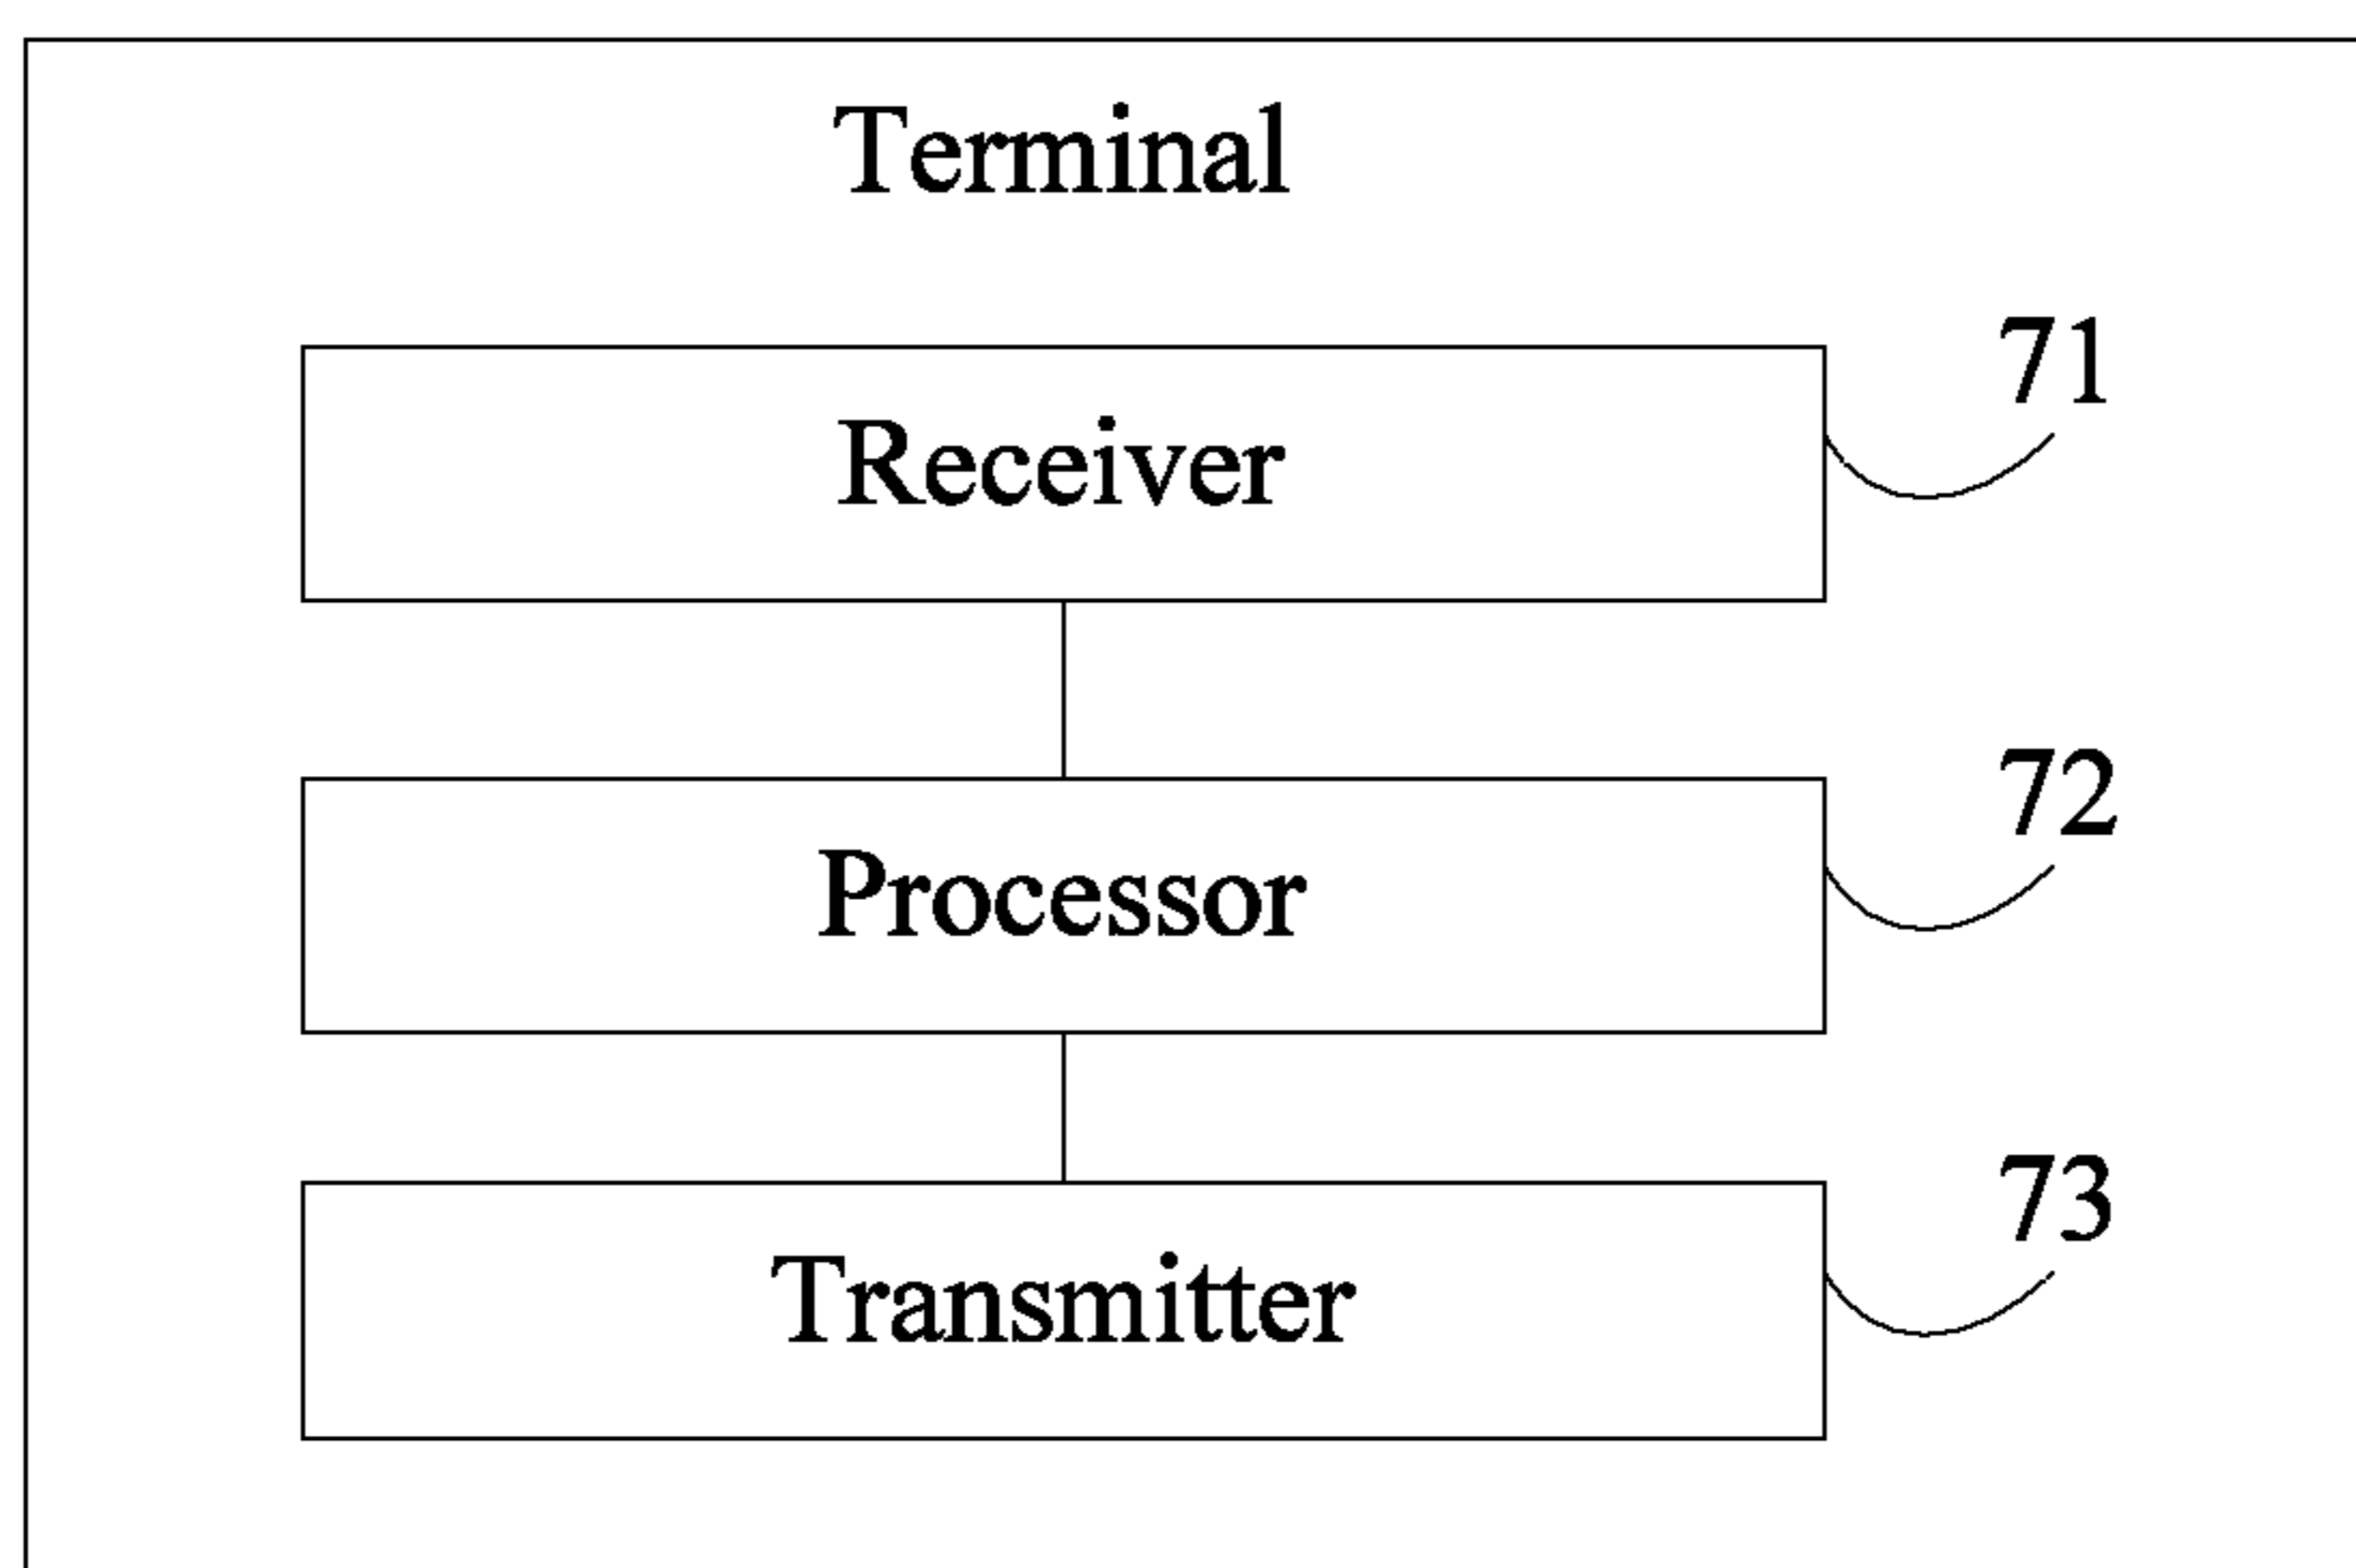 Terminal
71
Receiver
72
Processor
73
Transmitter